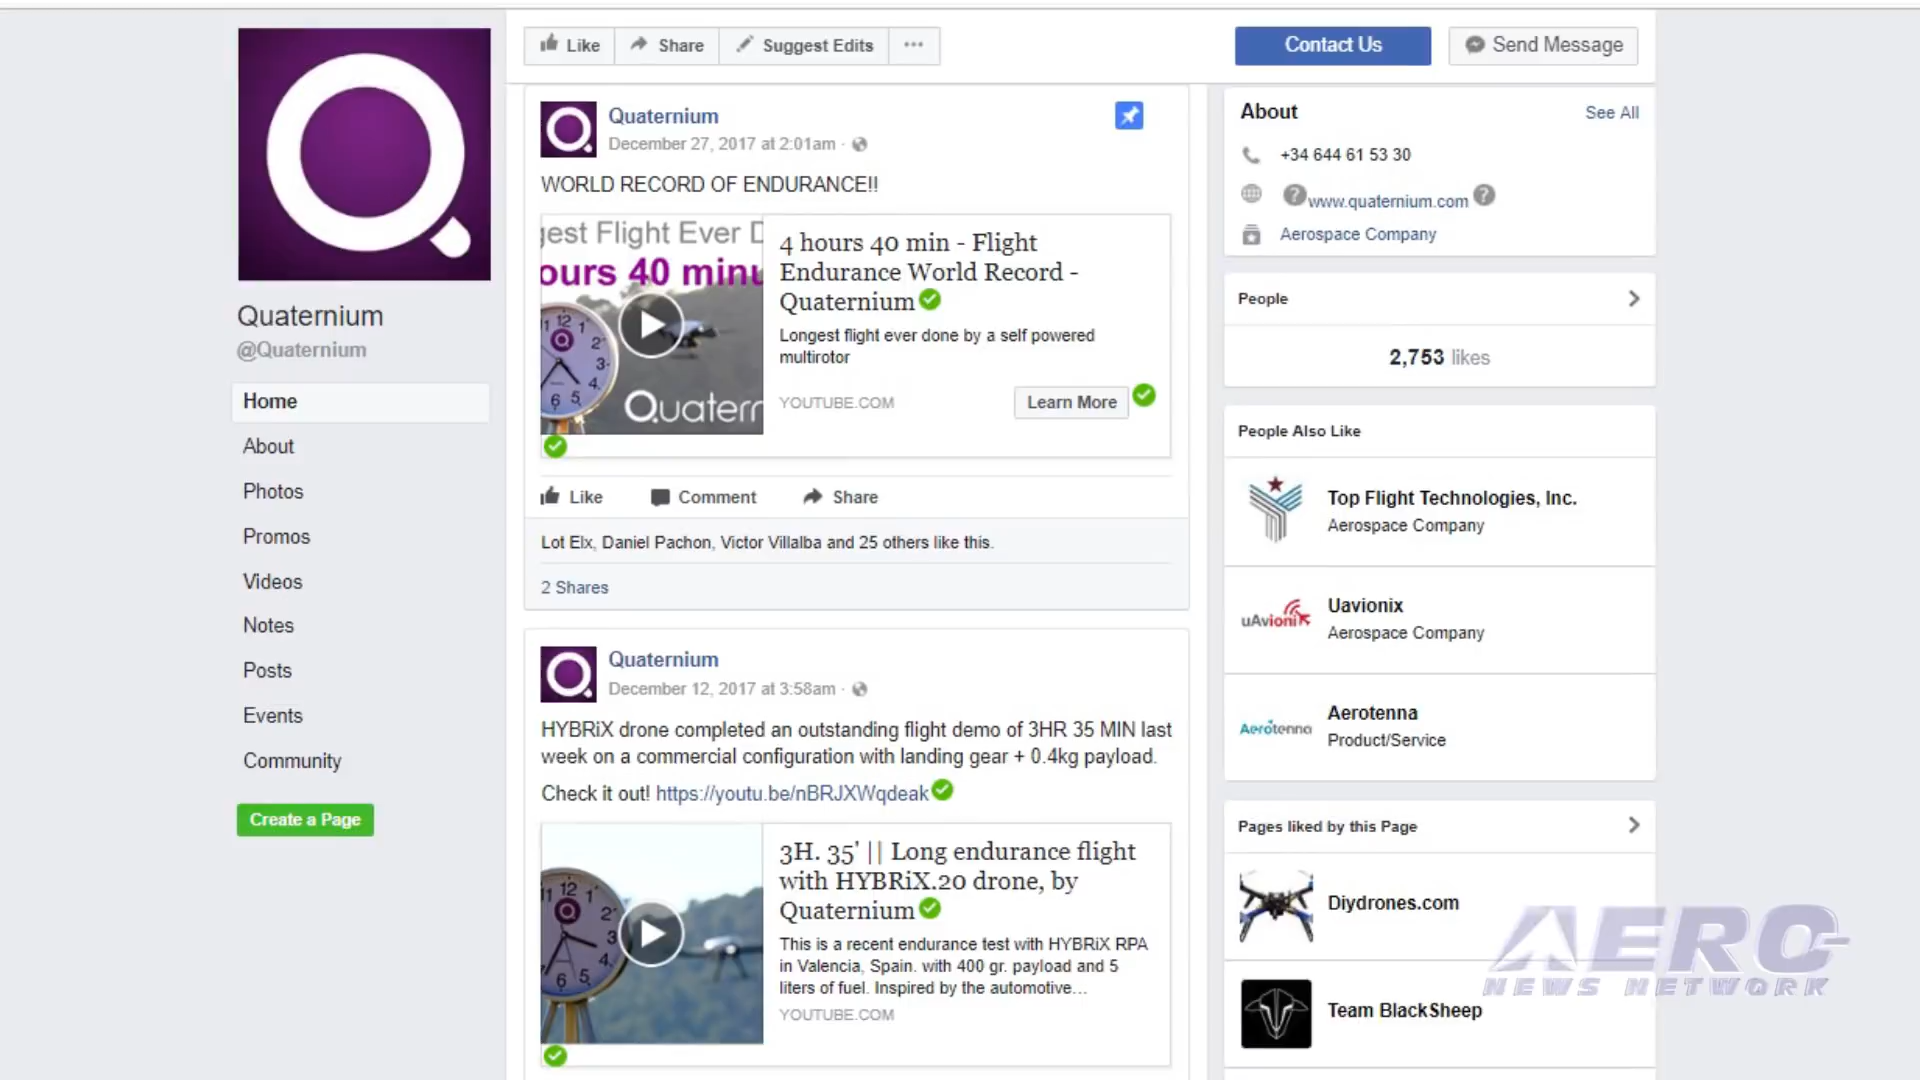 Like
Share
Suggest Edits
Contact Us
Send Message
Quaternium
@Quaternium
Home
About
Photos
Promos
Videos
Notes
Posts
Events
Community
Create a Page
Quaternium
December 27, 2017 at 2:01am ·
WORLD RECORD OF ENDURANCE!!
gest Flight Ever D
ours 40 minu
Quatern
4 hours 40 min - Flight
Endurance World Record -
Quaternium
Longest flight ever done by a self powered
multirotor
YOUTUBE.COM
Learn More
Like
Comment
Share
Lot Elx, Daniel Pachon, Victor Villalba and 25 others like this.
2 Shares
Quaternium
December 12, 2017 at 3:58am ·
HYBRiX drone completed an outstanding flight demo of 3HR 35 MIN last
week on a commercial configuration with landing gear + 0.4kg payload.
Check it out! https://youtu.be/nBRJXWqdeak
3H. 35' || Long endurance flight
with HYBRiX.20 drone, by
Quaternium
This is a recent endurance test with HYBRiX RPA
in Valencia, Spain. with 400 gr. payload and 5
liters of fuel. Inspired by the automotive...
YOUTUBE.COM
About
See All
+34 644 61 53 30
www.quaternium.com
Aerospace Company
People
2,753 likes
People Also Like
Top Flight Technologies, Inc.
Aerospace Company
uAvionix
Uavionix
Aerospace Company
Aerotenna
Aerotenna
Product/Service
Pages liked by this Page
Diydrones.com
Team BlackSheep
AERO
NEWS NETWORK